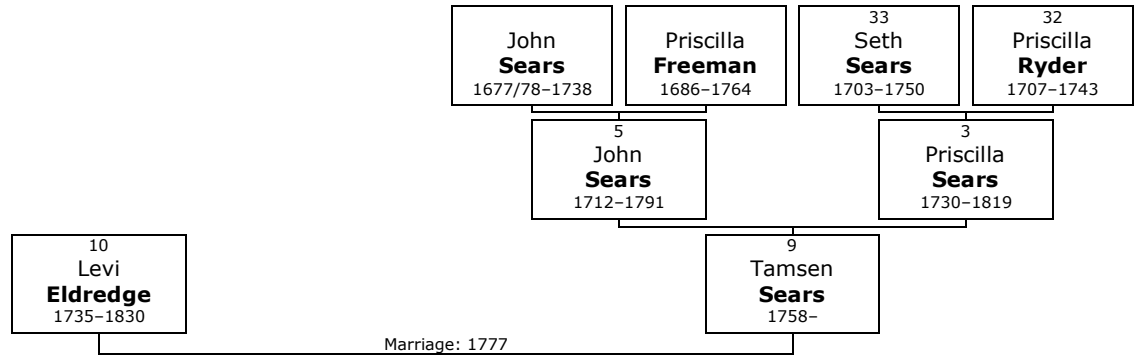 John
Sears
1677/78–1738
Priscilla
Freeman
1686–1764
33
Seth
Sears
1703–1750
32
Priscilla
Ryder
1707–1743
5
John
Sears
1712–1791
3
Priscilla
Sears
1730–1819
10
Levi
Eldredge
1735–1830
9
Tamsen
Sears
1758–
Marriage: 1777